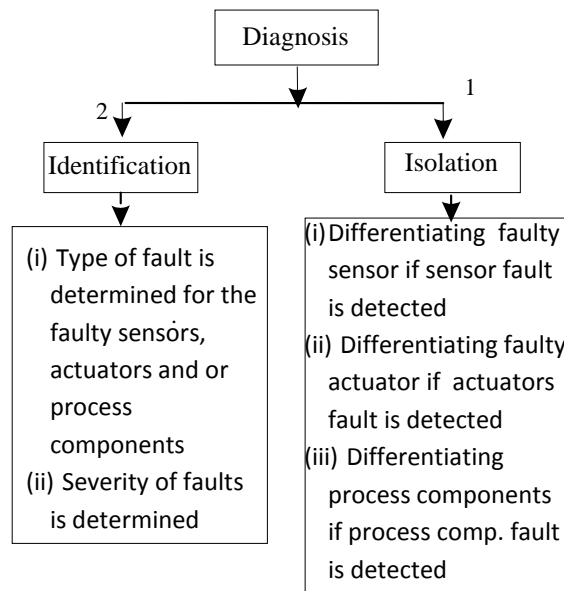 Diagnosis
1
2
Identification
Isolation
(i) Type of fault is
determined for the
faulty sensors,
actuators and or
process
components
(ii) Severity of faults
is determined
(i)Differentiating faulty
sensor if sensor fault
is detected
(ii) Differentiating faulty
actuator if actuators
fault is detected
(iii) Differentiating
process components
if process comp. fault
is detected